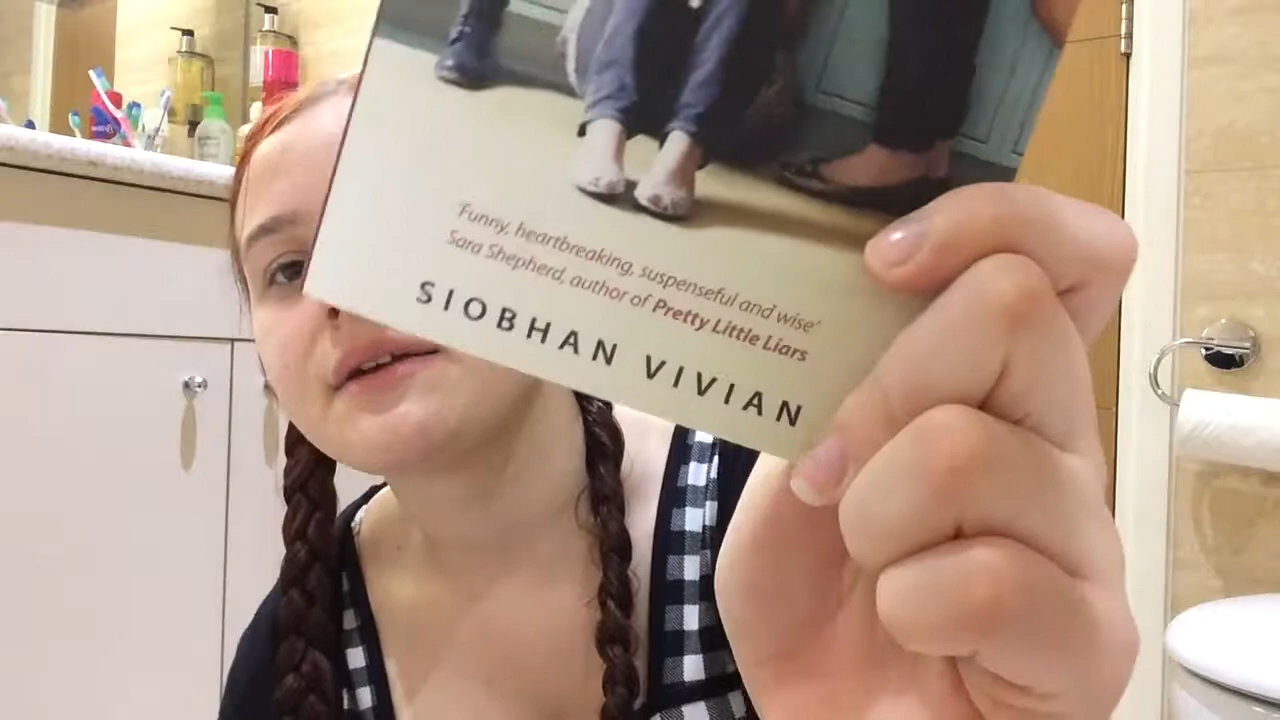 'Funny, heartbreaking, suspenseful and wise'
Sara Shepherd, author of Pretty Little Liars
SIOBHAN VIVIAN